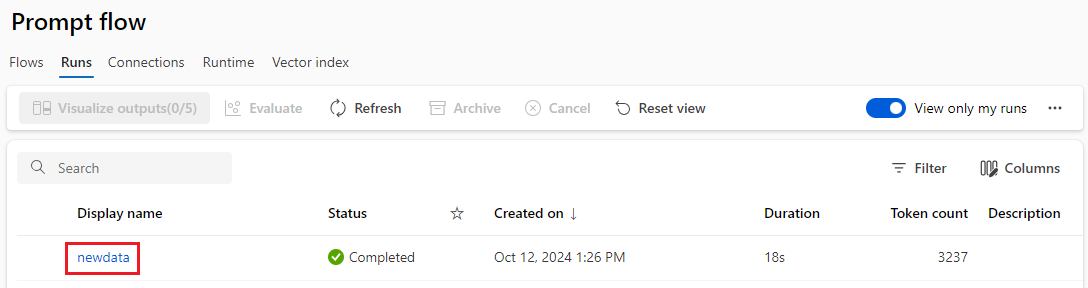 Prompt flow
Flows Runs Connections Runtime Vector index
Visualize outputs(0/5) Evaluate Refresh Archive Cancel Reset view View only my runs
Search Filter Columns
Display name Status Created on ↓ Duration Token count Description
newdata Completed Oct 12, 2024 1:26 PM 18s 3237